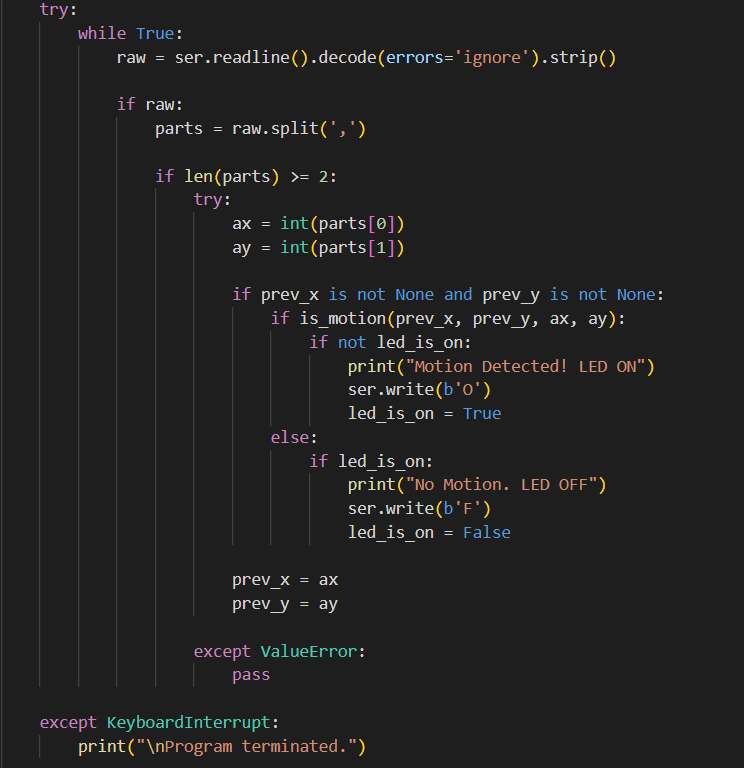 try:
    while True:
        raw = ser.readline().decode(errors='ignore').strip()

        if raw:
            parts = raw.split(',')

            if len(parts) >= 2:
                try:
                    ax = int(parts[0])
                    ay = int(parts[1])

                    if prev_x is not None and prev_y is not None:
                        if is_motion(prev_x, prev_y, ax, ay):
                            if not led_is_on:
                                print("Motion Detected! LED ON")
                                ser.write(b'O')
                                led_is_on = True
                        else:
                            if led_is_on:
                                print("No Motion. LED OFF")
                                ser.write(b'F')
                                led_is_on = False

                    prev_x = ax
                    prev_y = ay

                except ValueError:
                    pass

except KeyboardInterrupt:
    print("\nProgram terminated.")